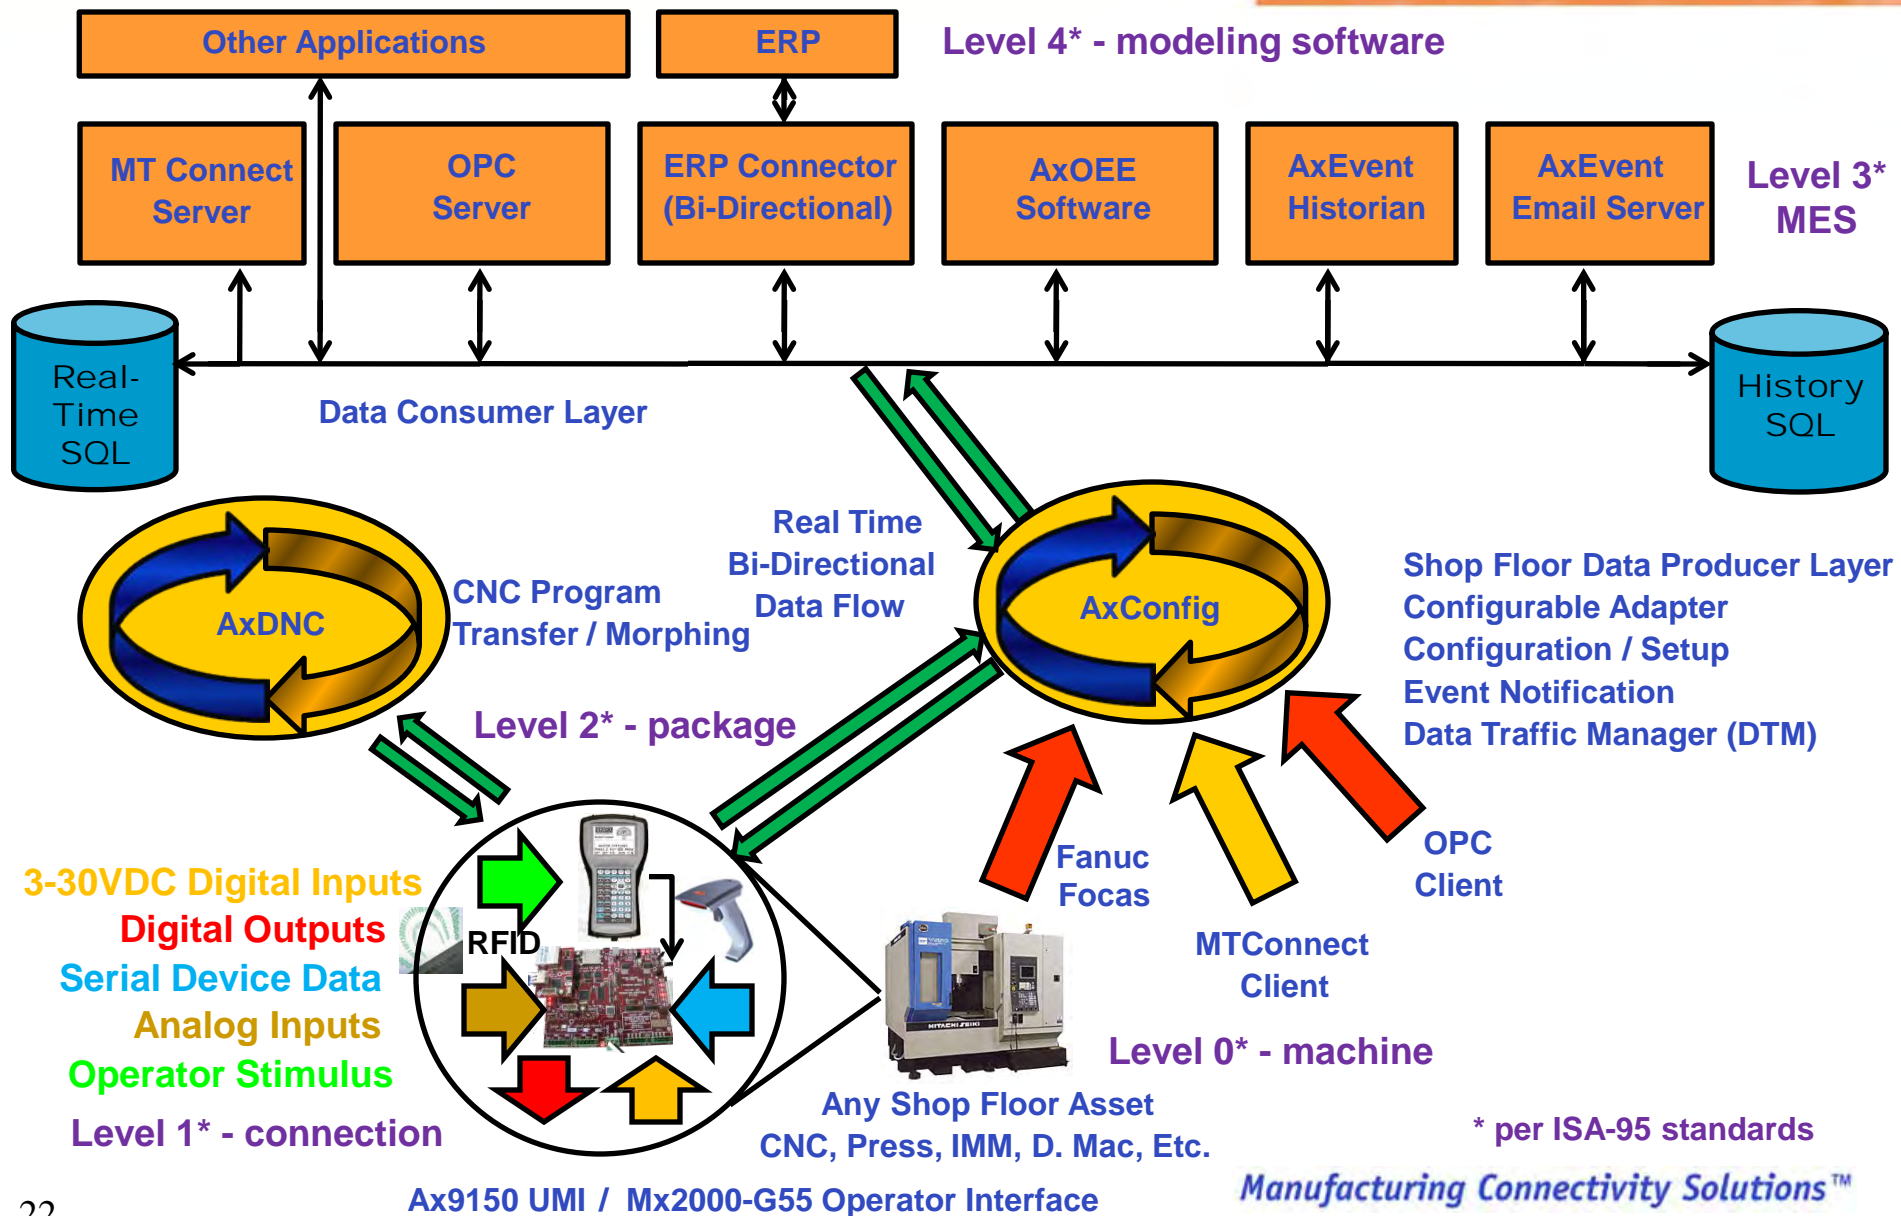 Other Applications
ERP
Level 4* - modeling software
MT Connect
Server
OPC
Server
ERP Connector
(Bi-Directional)
AxOEE
Software
AxEvent
Historian
AxEvent
Email Server
Level 3*
MES
Real-
Time
SQL
History
SQL
Data Consumer Layer
Real Time
Bi-Directional
Data Flow
AxDNC
CNC Program
Transfer / Morphing
AxConfig
Shop Floor Data Producer Layer
Configurable Adapter
Configuration / Setup
Event Notification
Data Traffic Manager (DTM)
Level 2* - package
Fanuc
Focas
OPC
Client
MTConnect
Client
3-30VDC Digital Inputs
Digital Outputs
Serial Device Data
Analog Inputs
Operator Stimulus
RFID
HITACHI SEIKI
Level 0* - machine
Level 1* - connection
Any Shop Floor Asset
CNC, Press, IMM, D. Mac, Etc.
* per ISA-95 standards
Ax9150 UMI / Mx2000-G55 Operator Interface
Manufacturing Connectivity Solutions™
22